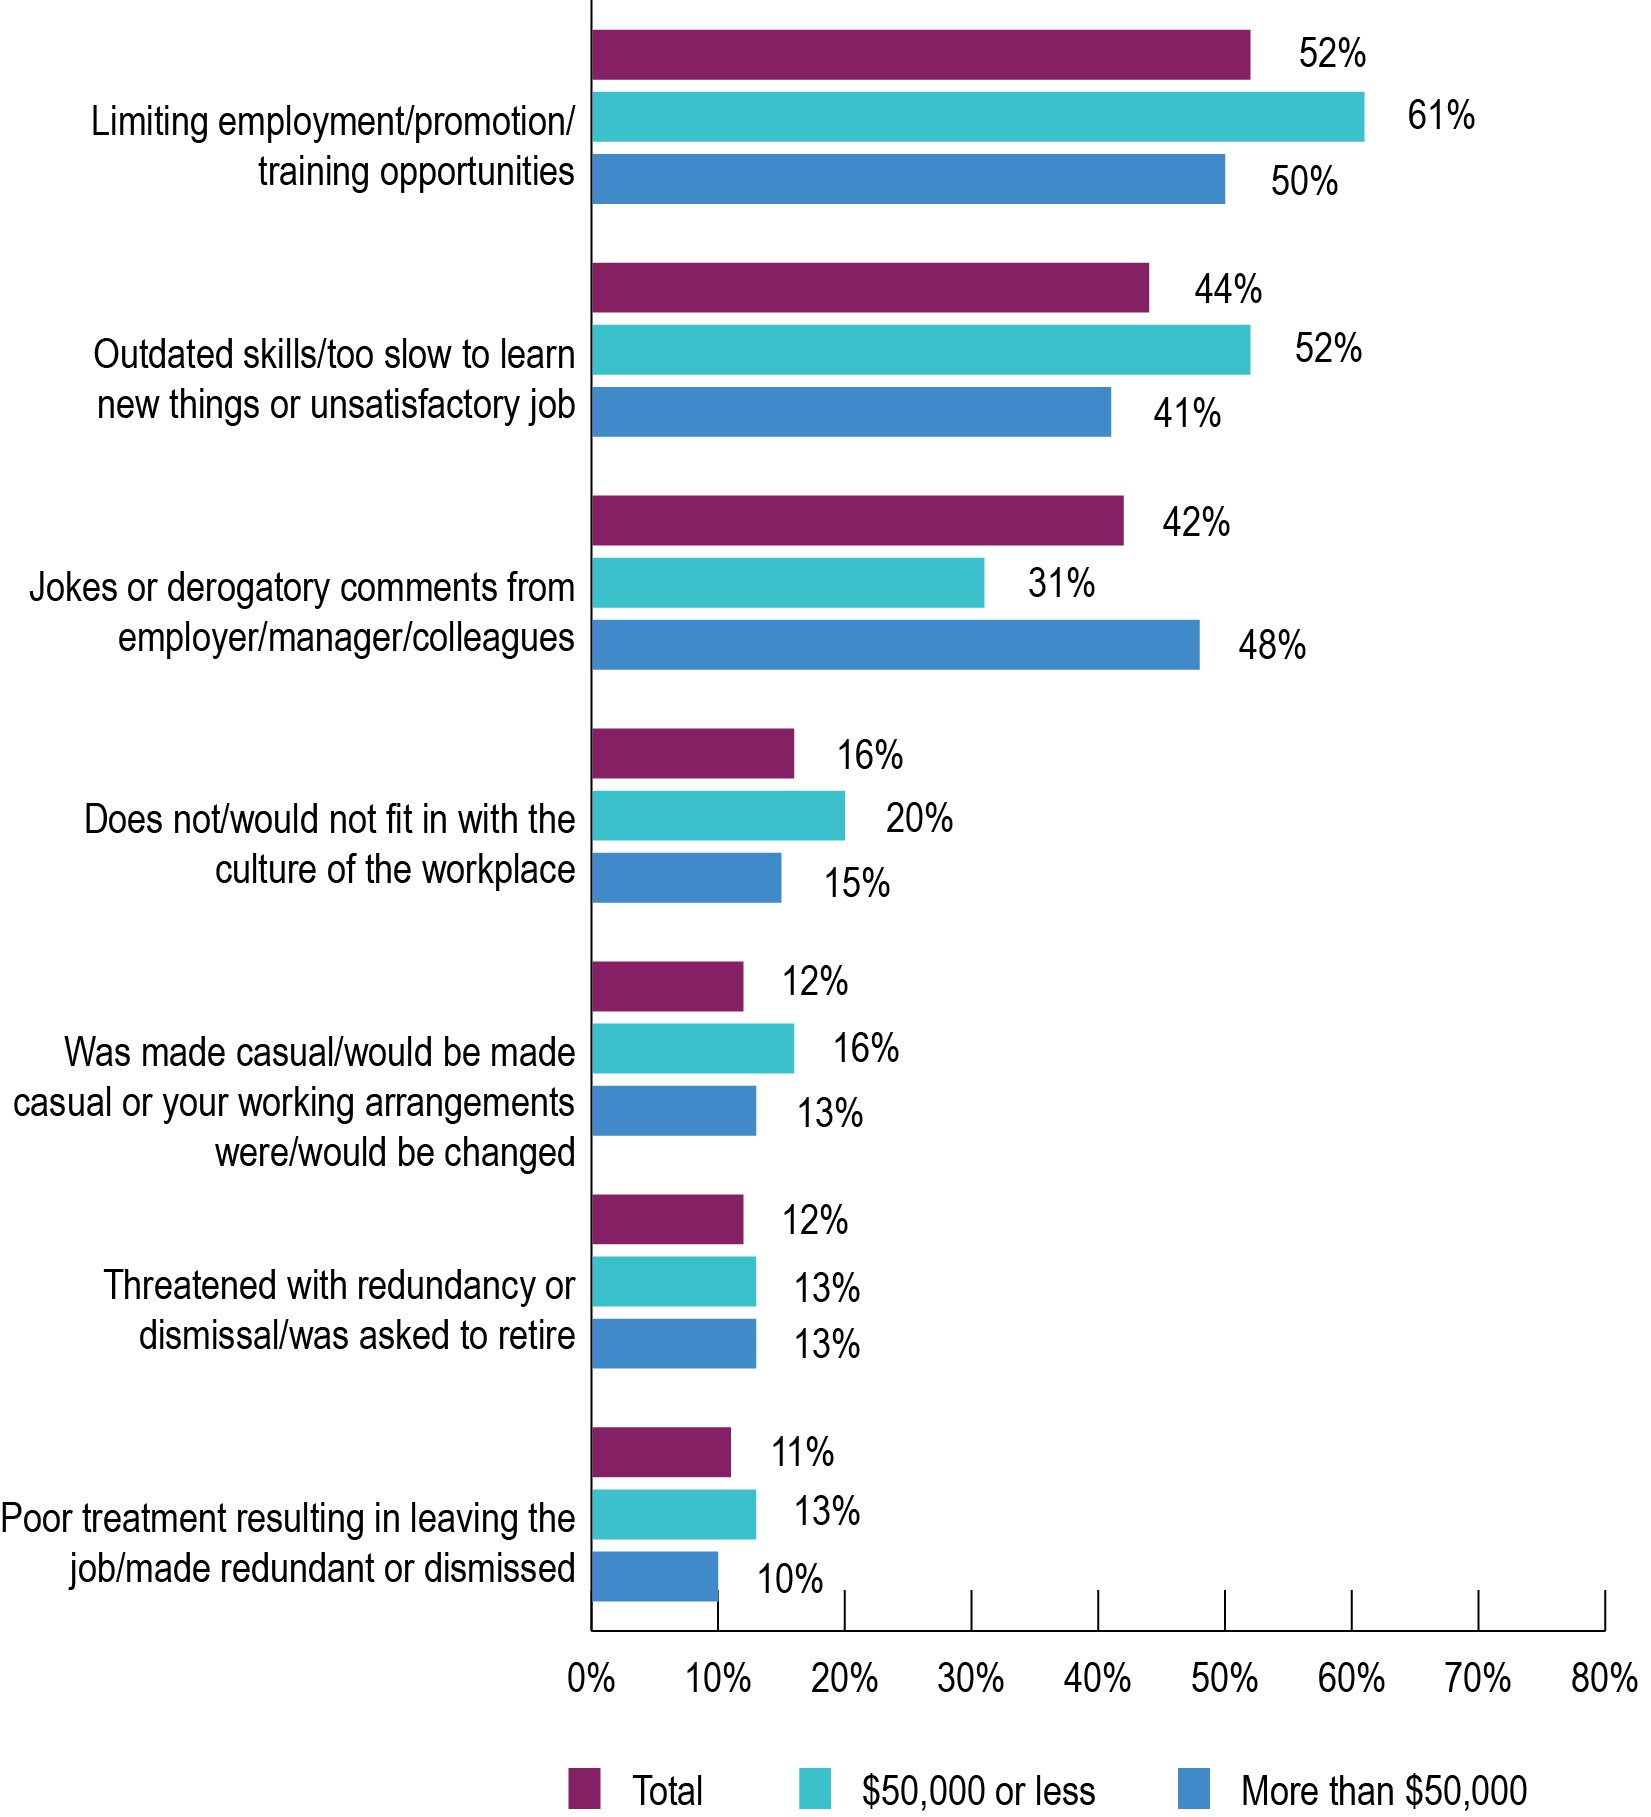 52%
61%
Limiting employment/promotion/
training opportunities
50%
44%
52%
Outdated skills/too slow to learn
new things or unsatisfactory job
41%
42%
31%
Jokes or derogatory comments from
employer/manager/colleagues
48%
16%
20%
Does not/would not fit in with the
culture of the workplace
15%
12%
16%
Was made casual/would be made
casual or your working arrangements
were/would be changed
13%
12%
13%
Threatened with redundancy or
dismissal/was asked to retire
13%
11%
13%
Poor treatment resulting in leaving the
job/made redundant or dismissed
10%
0% 10% 20% 30% 40% 50% 60% 70% 80%
Total $50,000 or less More than $50,000